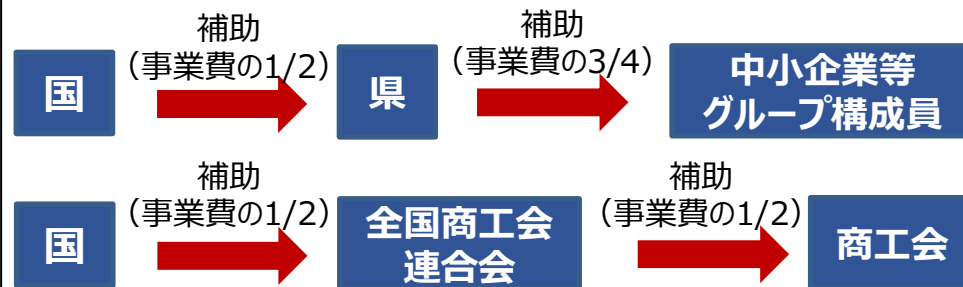 補助
（事業費の1/2）
補助
（事業費の3/4）
国
県
中小企業等
グループ構成員
補助
（事業費の1/2）
補助
（事業費の1/2）
国
全国商工会
連合会
商工会